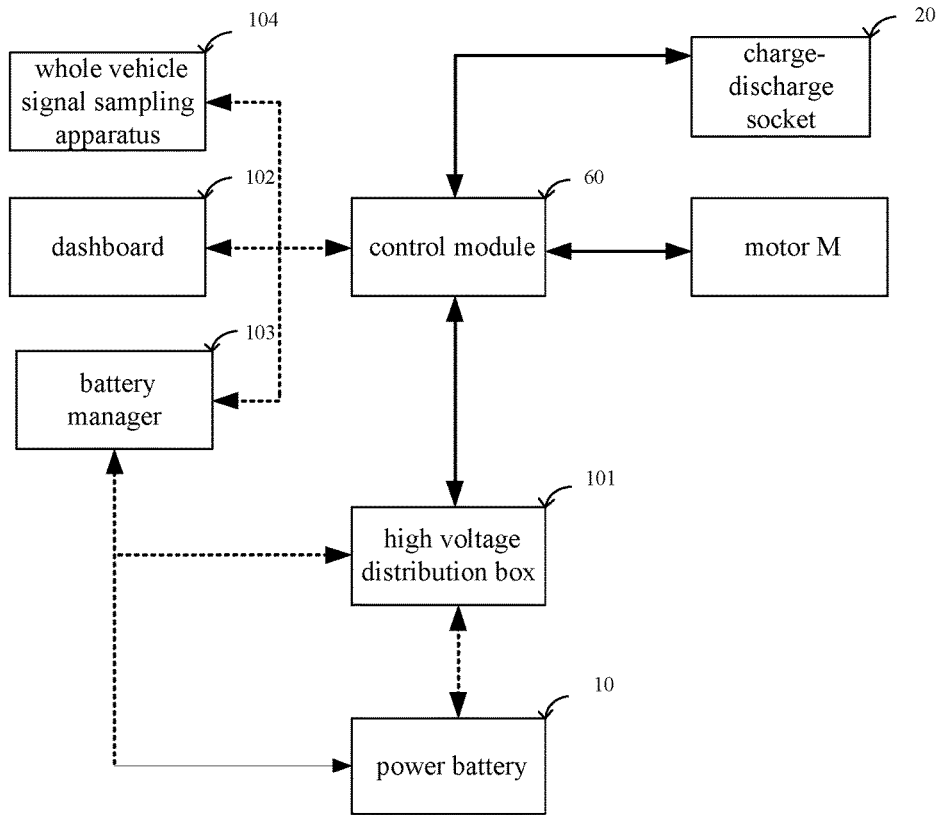 104
whole vehicle
signal sampling
apparatus
20
charge-
discharge
socket
102
dashboard
60
control module
motor M
103
battery
manager
101
high voltage
distribution box
10
power battery